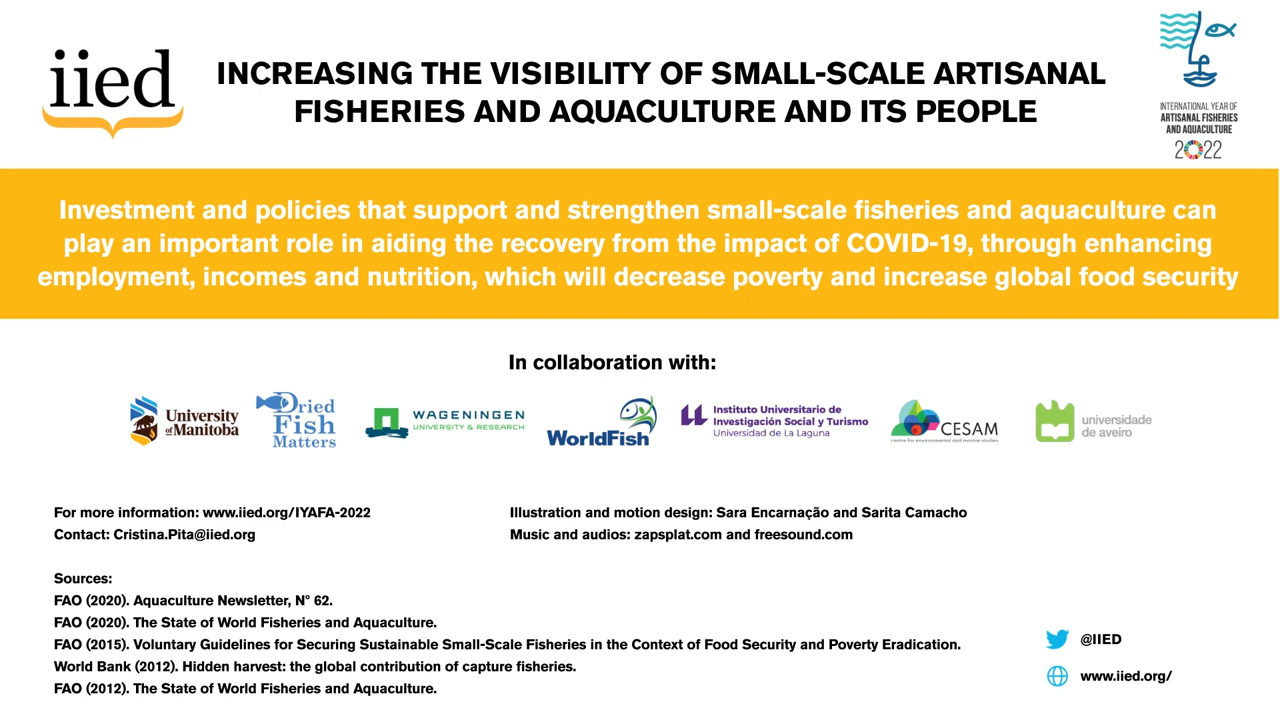 iied
INCREASING THE VISIBILITY OF SMALL-SCALE ARTISANAL
FISHERIES AND AQUACULTURE AND ITS PEOPLE
INTERNATIONAL YEAR OF
ARTISANAL FISHERIES
AND AQUACULTURE
2022
Investment and policies that support and strengthen small-scale fisheries and aquaculture can
play an important role in aiding the recovery from the impact of COVID-19, through enhancing
employment, incomes and nutrition, which will decrease poverty and increase global food security
In collaboration with:
University
of Manitoba
Dried
Fish
Matters
WAGENINGEN
UNIVERSITY & RESEARCH
WorldFish
Instituto Universitario de
Investigación Social y Turismo
Universidad de La Laguna
CESAM
centre for environmental and marine studies
universidade
de aveiro
For more information: www.iied.org/IYAFA-2022
Contact: Cristina.Pita@iied.org
Illustration and motion design: Sara Encarnação and Sarita Camacho
Music and audios: zapsplat.com and freesound.com
Sources:
FAO (2020). Aquaculture Newsletter, N° 62.
FAO (2020). The State of World Fisheries and Aquaculture.
FAO (2015). Voluntary Guidelines for Securing Sustainable Small-Scale Fisheries in the Context of Food Security and Poverty Eradication.
World Bank (2012). Hidden harvest: the global contribution of capture fisheries.
FAO (2012). The State of World Fisheries and Aquaculture.
@IIED
www.iied.org/